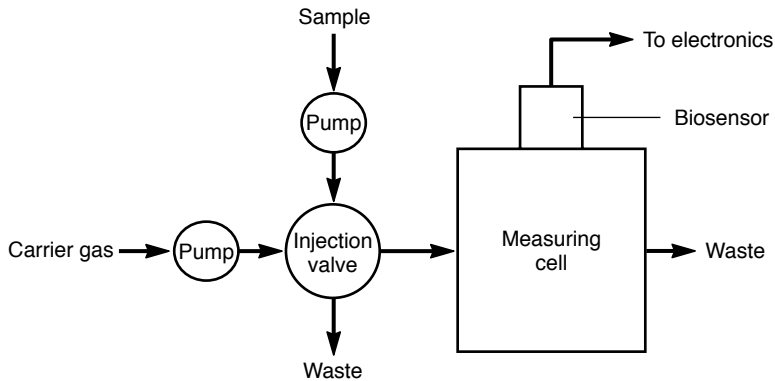 Sample
To electronics
Pump
Biosensor
Carrier gas
Pump
Injection
valve
Measuring
cell
Waste
Waste